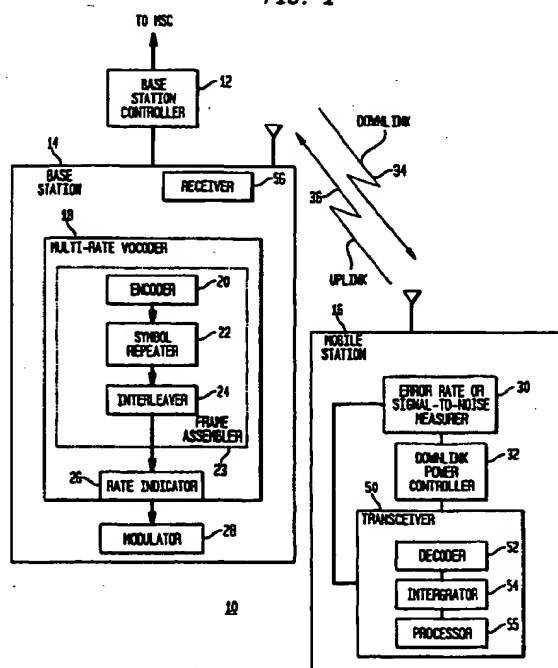 FIG. 1
TO MSC
BASE STATION CONTROLLER
12
14
BASE STATION
RECEIVER
56
DOWNLINK
34
36
UPLINK
18
MULTI-RATE VOCODER
ENCODER
20
SYMBOL REPEATER
22
INTERLEAVER
24
FRAME ASSEMBLER
23
26
RATE INDICATOR
MODULATOR
28
10
16
MOBILE STATION
ERROR RATE OR SIGNAL-TO-NOISE MEASURER
30
DOWNLINK POWER CONTROLLER
32
50
TRANSCEIVER
DECODER
52
INTERGRATOR
54
PROCESSOR
55